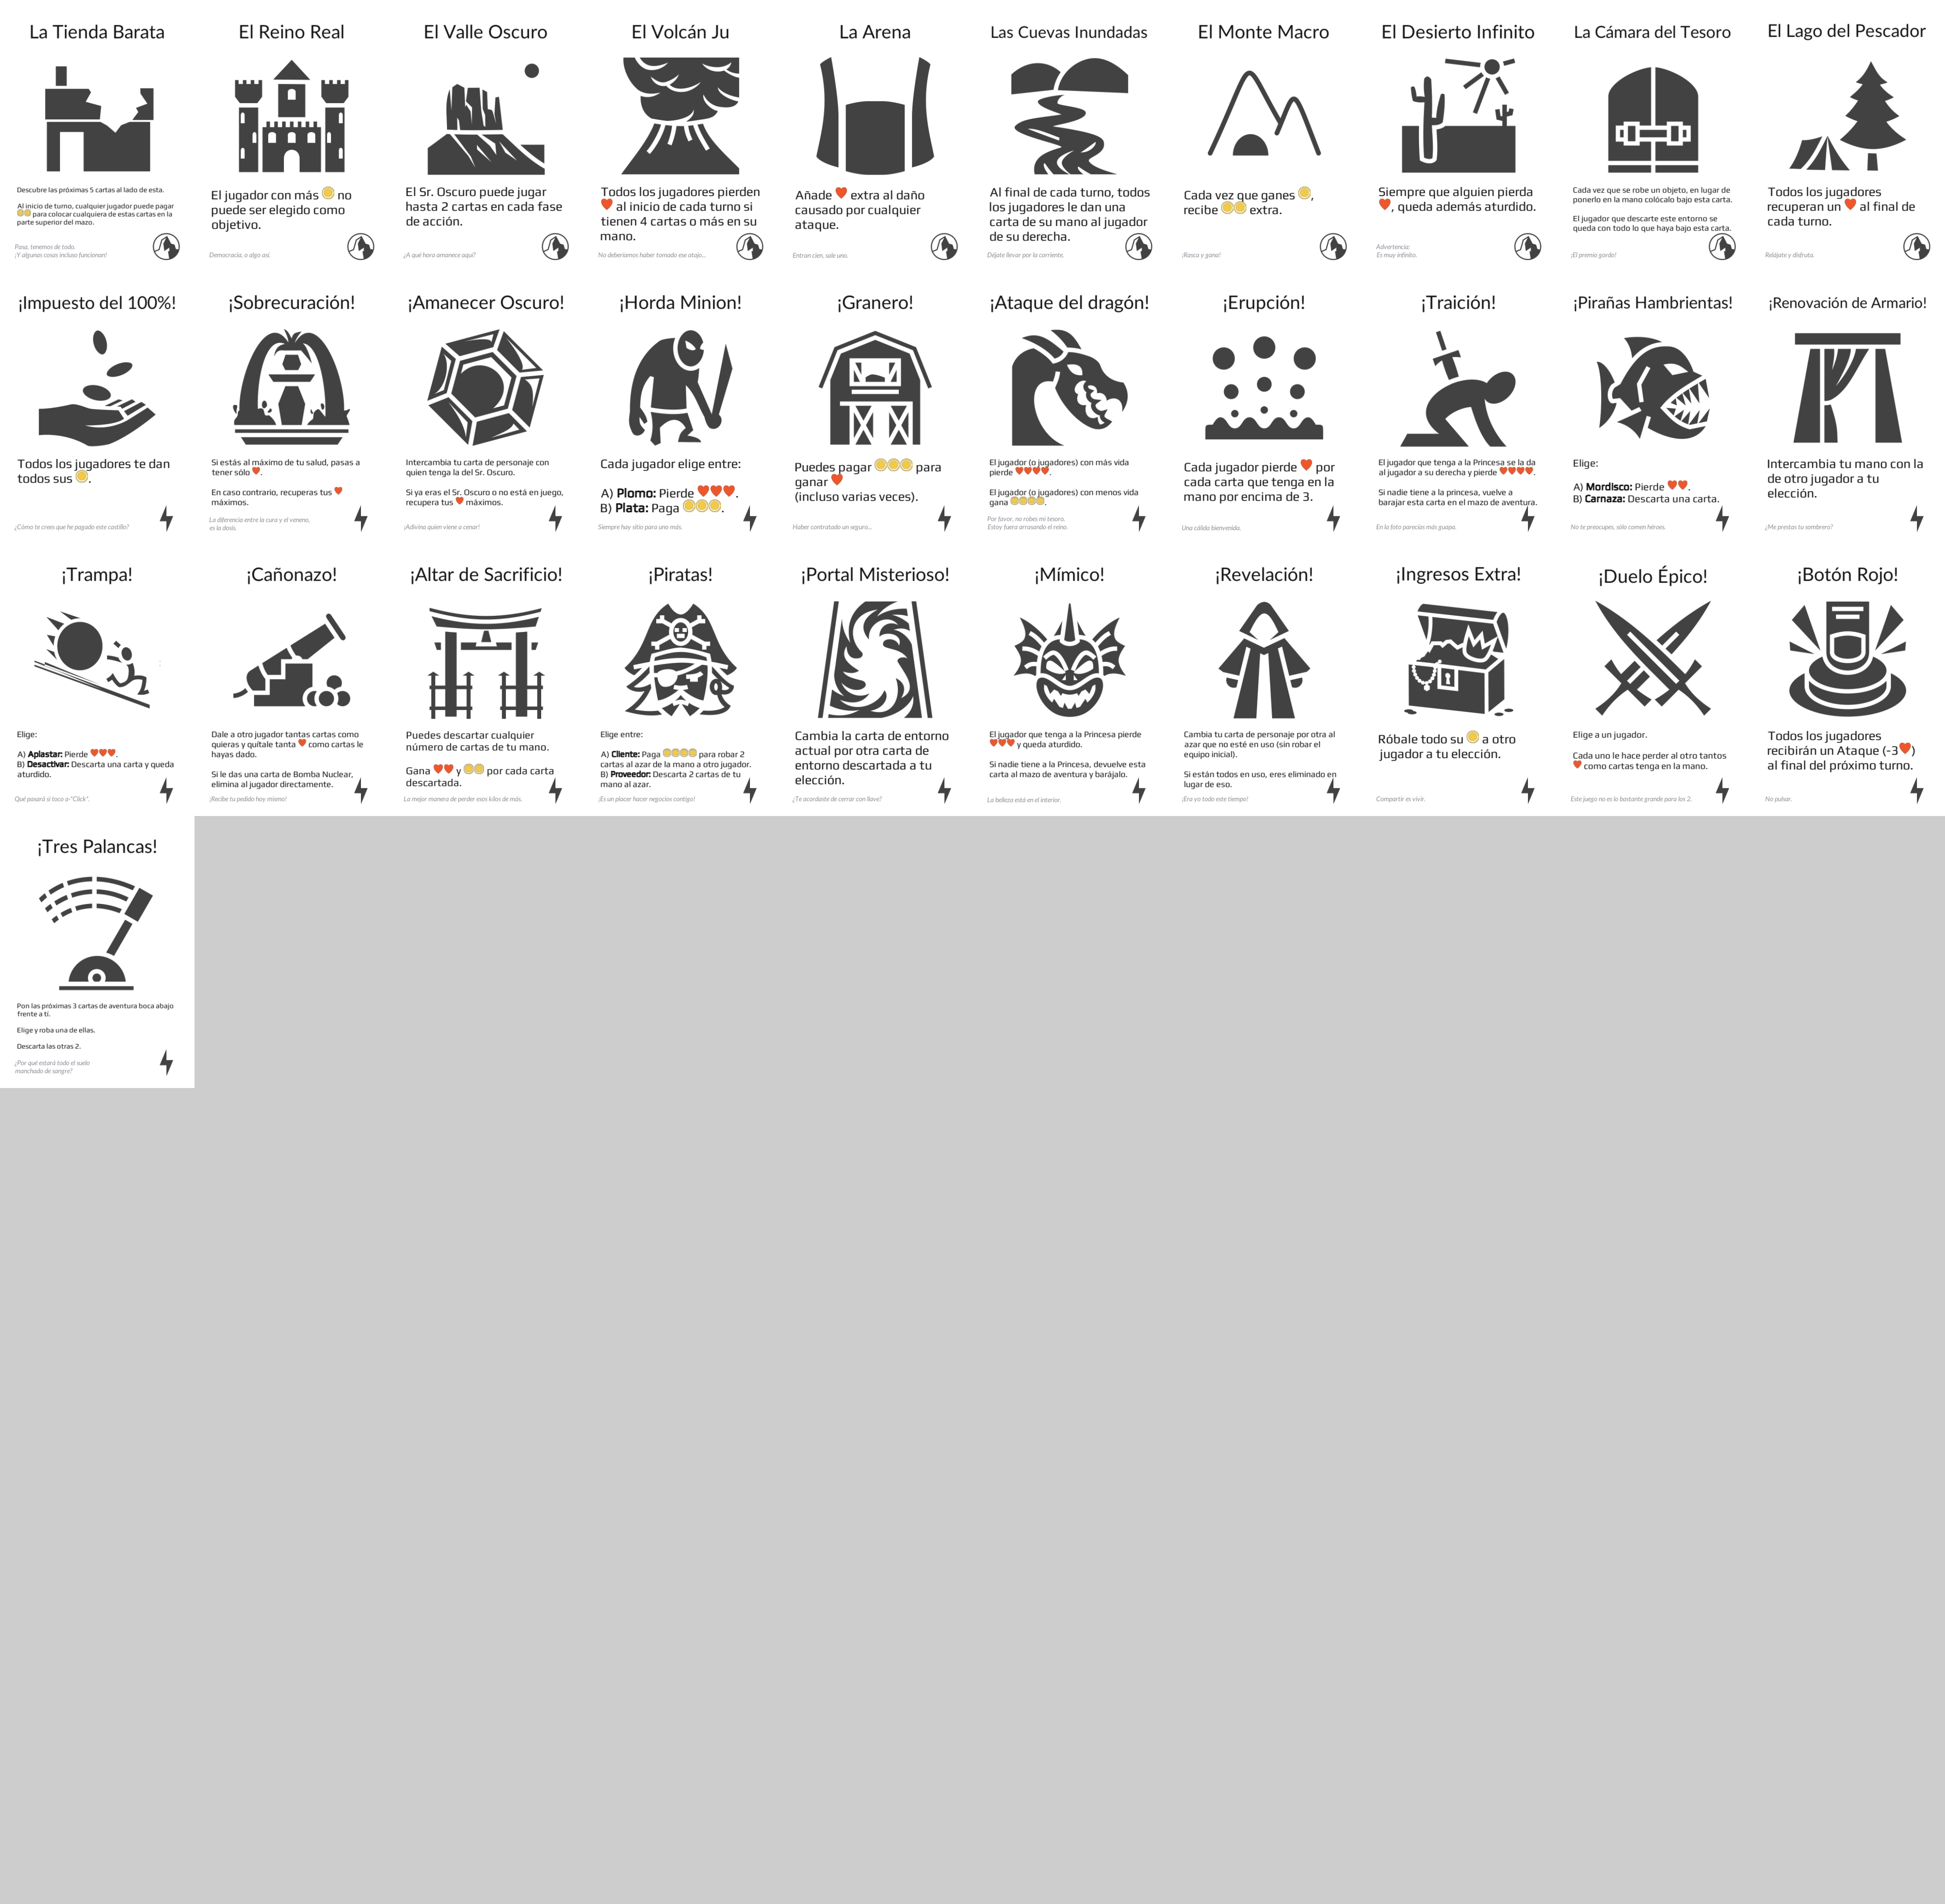 La Tienda Barata
Descubre las próximas 5 cartas al lado de esta.
Al inicio de turno, cualquier jugador puede pagar
para colocar cualquiera de estas cartas en la
parte superior del mazo.
Pasa, tenemos de todo.
¡Y algunas cosas incluso funcionan!
El Reino Real
El jugador con más no
puede ser elegido como
objetivo.
Democracia, o algo así.
El Valle Oscuro
El Sr. Oscuro puede jugar
hasta 2 cartas en cada fase
de acción.
¿A qué hora amanece aquí?
El Volcán Ju
Todos los jugadores pierden
al inicio de cada turno si
tienen 4 cartas o más en su
mano.
No deberíamos haber tomado ese atajo...
La Arena
Añade extra al daño
causado por cualquier
ataque.
Entran cien, sale uno.
Las Cuevas Inundadas
Al final de cada turno, todos
los jugadores le dan una
carta de su mano al jugador
de su derecha.
Déjate llevar por la corriente.
El Monte Macro
Cada vez que ganes ,
recibe extra.
¡Rasca y gana!
El Desierto Infinito
Siempre que alguien pierda
, queda además aturdido.
Advertencia:
Es muy infinito.
La Cámara del Tesoro
Cada vez que se robe un objeto, en lugar de
ponerlo en la mano colócalo bajo esta carta.
El jugador que descarte este entorno se
queda con todo lo que haya bajo esta carta.
¡El premio gordo!
El Lago del Pescador
Todos los jugadores
recuperan un al final de
cada turno.
Relájate y disfruta.
¡Impuesto del 100%!
Todos los jugadores te dan
todos sus .
¿Cómo te crees que he pagado este castillo?
¡Sobrecuración!
Si estás al máximo de tu salud, pasas a
tener sólo .
En caso contrario, recuperas tus
máximos.
La diferencia entre la cura y el veneno,
es la dosis.
¡Amanecer Oscuro!
Intercambia tu carta de personaje con
quien tenga la del Sr. Oscuro.
Si ya eras el Sr. Oscuro o no está en juego,
recupera tus máximos.
¡Adivina quien viene a cenar!
¡Horda Minion!
Cada jugador elige entre:
A) Plomo: Pierde .
B) Plata: Paga .
Siempre hay sitio para uno más.
¡Granero!
Puedes pagar para
ganar
(incluso varias veces).
Haber contratado un seguro...
¡Ataque del dragón!
El jugador (o jugadores) con más vida
pierde .
El jugador (o jugadores) con menos vida
gana .
Por favor, no robes mi tesoro.
Estoy fuera arrasando el reino.
¡Erupción!
Cada jugador pierde por
cada carta que tenga en la
mano por encima de 3.
Una cálida bienvenida.
¡Traición!
El jugador que tenga a la Princesa se la da
al jugador a su derecha y pierde .
Si nadie tiene a la princesa, vuelve a
barajar esta carta en el mazo de aventura.
En la foto parecías más guapa.
¡Pirañas Hambrientas!
Elige:
A) Mordisco: Pierde .
B) Carnaza: Descarta una carta.
No te preocupes, sólo comen héroes.
¡Renovación de Armario!
Intercambia tu mano con la
de otro jugador a tu
elección.
¿Me prestas tu sombrero?
¡Trampa!
Elige:
A) Aplastar: Pierde .
B) Desactivar: Descarta una carta y queda
aturdido.
Qué pasará si toco a-"Click".
¡Cañonazo!
Dale a otro jugador tantas cartas como
quieras y quítale tanta como cartas le
hayas dado.
Si le das una carta de Bomba Nuclear,
elimina al jugador directamente.
¡Recibe tu pedido hoy mismo!
¡Altar de Sacrificio!
Puedes descartar cualquier
número de cartas de tu mano.
Gana y por cada carta
descartada.
La mejor manera de perder esos kilos de más.
¡Piratas!
Elige entre:
A) Cliente: Paga para robar 2
cartas al azar de la mano a otro jugador.
B) Proveedor: Descarta 2 cartas de tu
mano al azar.
¡Es un placer hacer negocios contigo!
¡Portal Misterioso!
Cambia la carta de entorno
actual por otra carta de
entorno descartada a tu
elección.
¿Te acordaste de cerrar con llave?
¡Mímico!
El jugador que tenga a la Princesa pierde
y queda aturdido.
Si nadie tiene a la Princesa, devuelve esta
carta al mazo de aventura y barájalo.
La belleza está en el interior.
¡Revelación!
Cambia tu carta de personaje por otra al
azar que no esté en uso (sin robar el
equipo inicial).
Si están todos en uso, eres eliminado en
lugar de eso.
¡Era yo todo este tiempo!
¡Ingresos Extra!
Róbale todo su a otro
jugador a tu elección.
Compartir es vivir.
¡Duelo Épico!
Elige a un jugador.
Cada uno le hace perder al otro tantos
como cartas tenga en la mano.
Este juego no es lo bastante grande para los 2.
¡Botón Rojo!
Todos los jugadores
recibirán un Ataque (-3 )
al final del próximo turno.
No pulsar.
¡Tres Palancas!
Pon las próximas 3 cartas de aventura boca abajo
frente a tí.
Elige y roba una de ellas.
Descarta las otras 2.
¿Por qué estará todo el suelo
manchado de sangre?